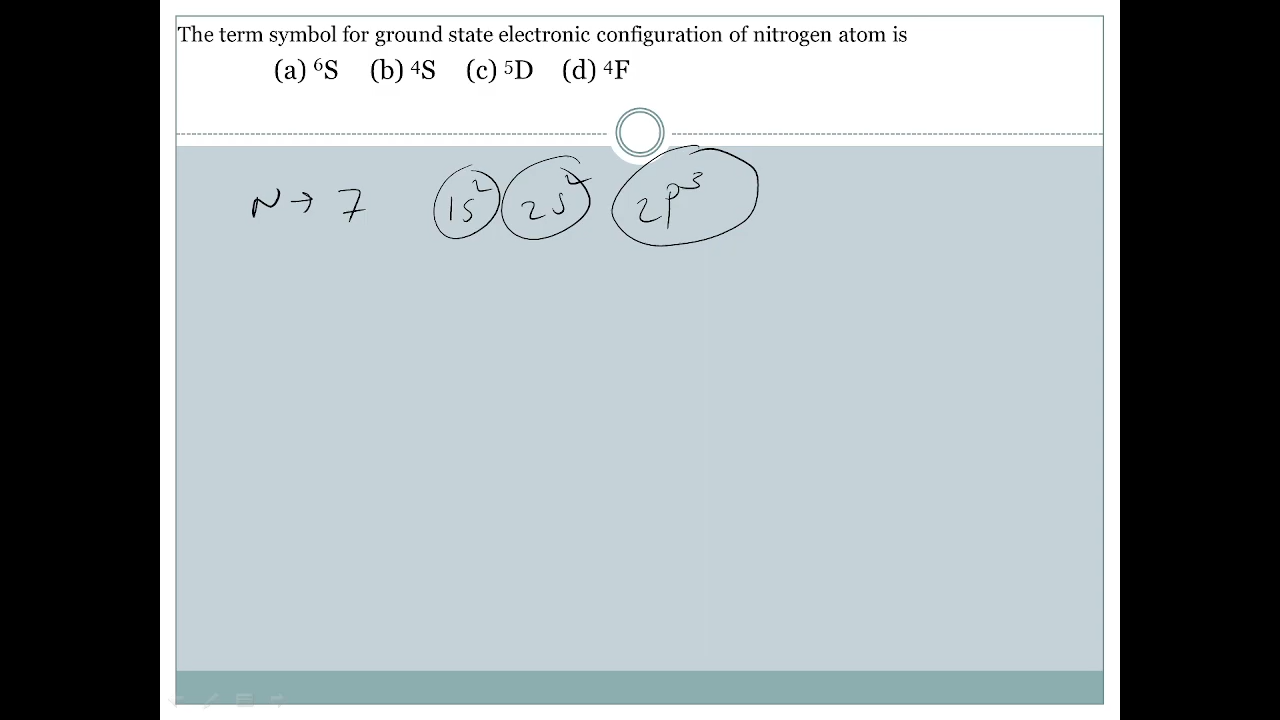 The term symbol for ground state electronic configuration of nitrogen atom is
(a) ⁶S (b) ⁴S (c) ⁵D (d) ⁴F
N → 7 1s² 2s² 2p³